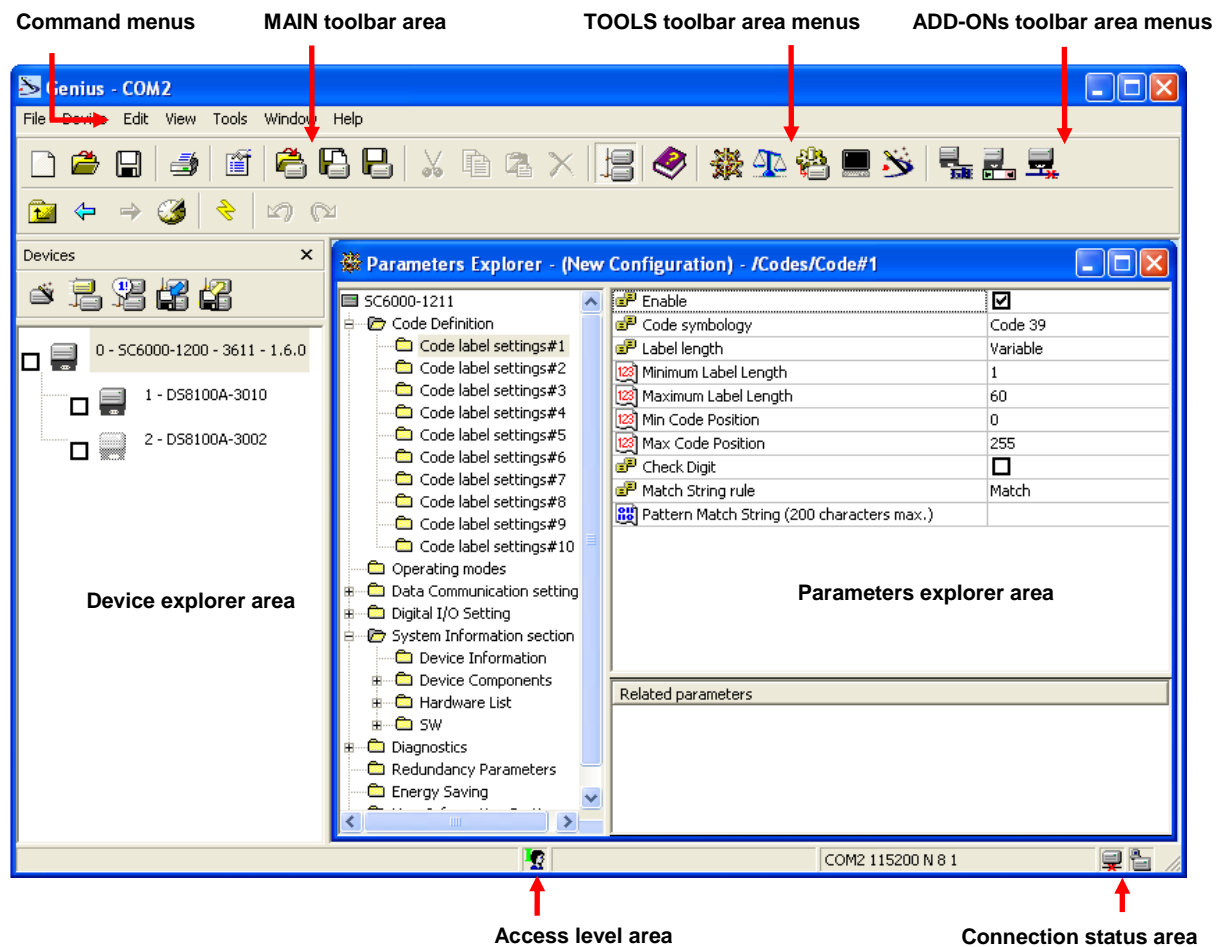 Command menus MAIN toolbar area TOOLS toolbar area menus ADD-ONs toolbar area menus
Genius - COM2
File Device Edit View Tools Window Help
Devices
Parameters Explorer - (New Configuration) - /Codes/Code#1
0 - SC6000-1200 - 3611 - 1.6.0
1 - DS8100A-3010
2 - DS8100A-3002
Device explorer area
SC6000-1211
Code Definition
Code label settings#1
Code label settings#2
Code label settings#3
Code label settings#4
Code label settings#5
Code label settings#6
Code label settings#7
Code label settings#8
Code label settings#9
Code label settings#10
Operating modes
Data Communication setting
Digital I/O Setting
System Information section
Device Information
Device Components
Hardware List
SW
Diagnostics
Redundancy Parameters
Energy Saving
Enable
Code symbology Code 39
Label length Variable
123 Minimum Label Length 1
123 Maximum Label Length 60
123 Min Code Position 0
123 Max Code Position 255
Check Digit
Match String rule Match
Pattern Match String (200 characters max.)
Parameters explorer area
Related parameters
COM2 115200 N 8 1
Access level area Connection status area